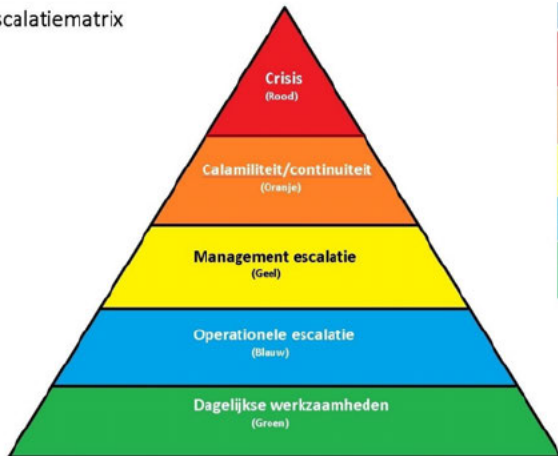 scalatiematrix
Crisis
(Rood)
Calamiliteit/continuiteit
(Oranje)
Management escalatie
(Geel)
Operationele escalatie
(Blauw)
Dagelijkse werkzaamheden
(Groen)